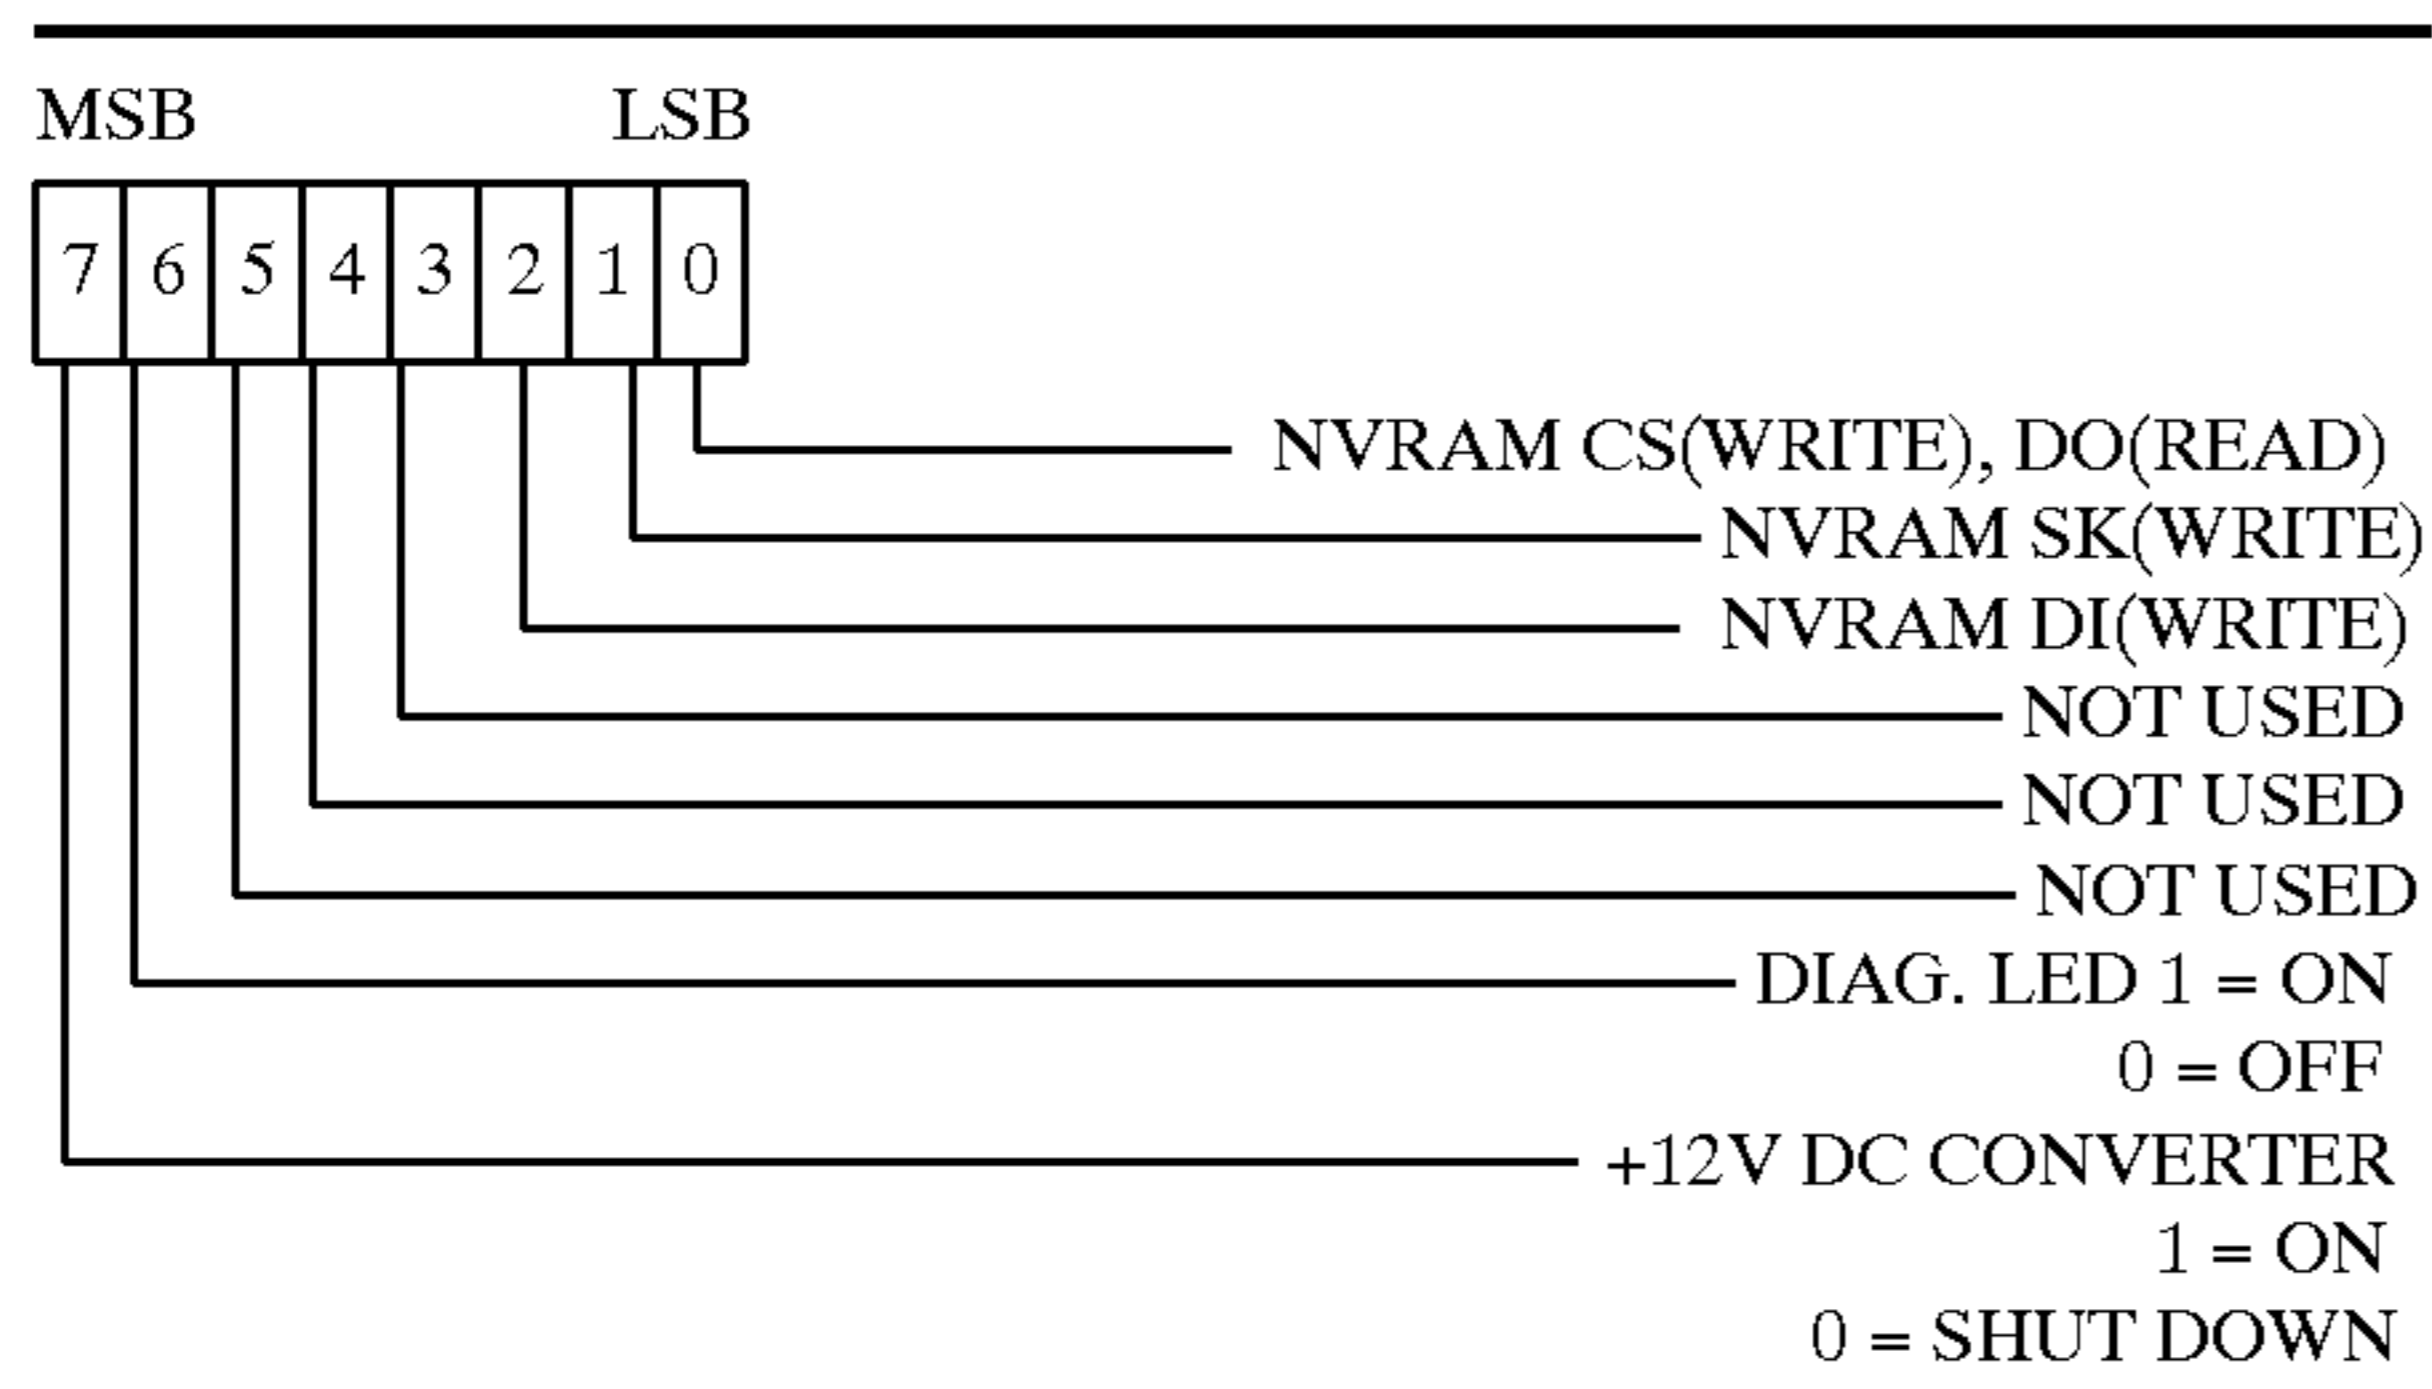 MSB LSB
7 6 5 4 3 2 1 0
NVRAM CS(WRITE), DO(READ)
NVRAM SK(WRITE)
NVRAM DI(WRITE)
NOT USED
NOT USED
NOT USED
DIAG. LED 1 = ON
0 = OFF
+12V DC CONVERTER
1 = ON
0 = SHUT DOWN